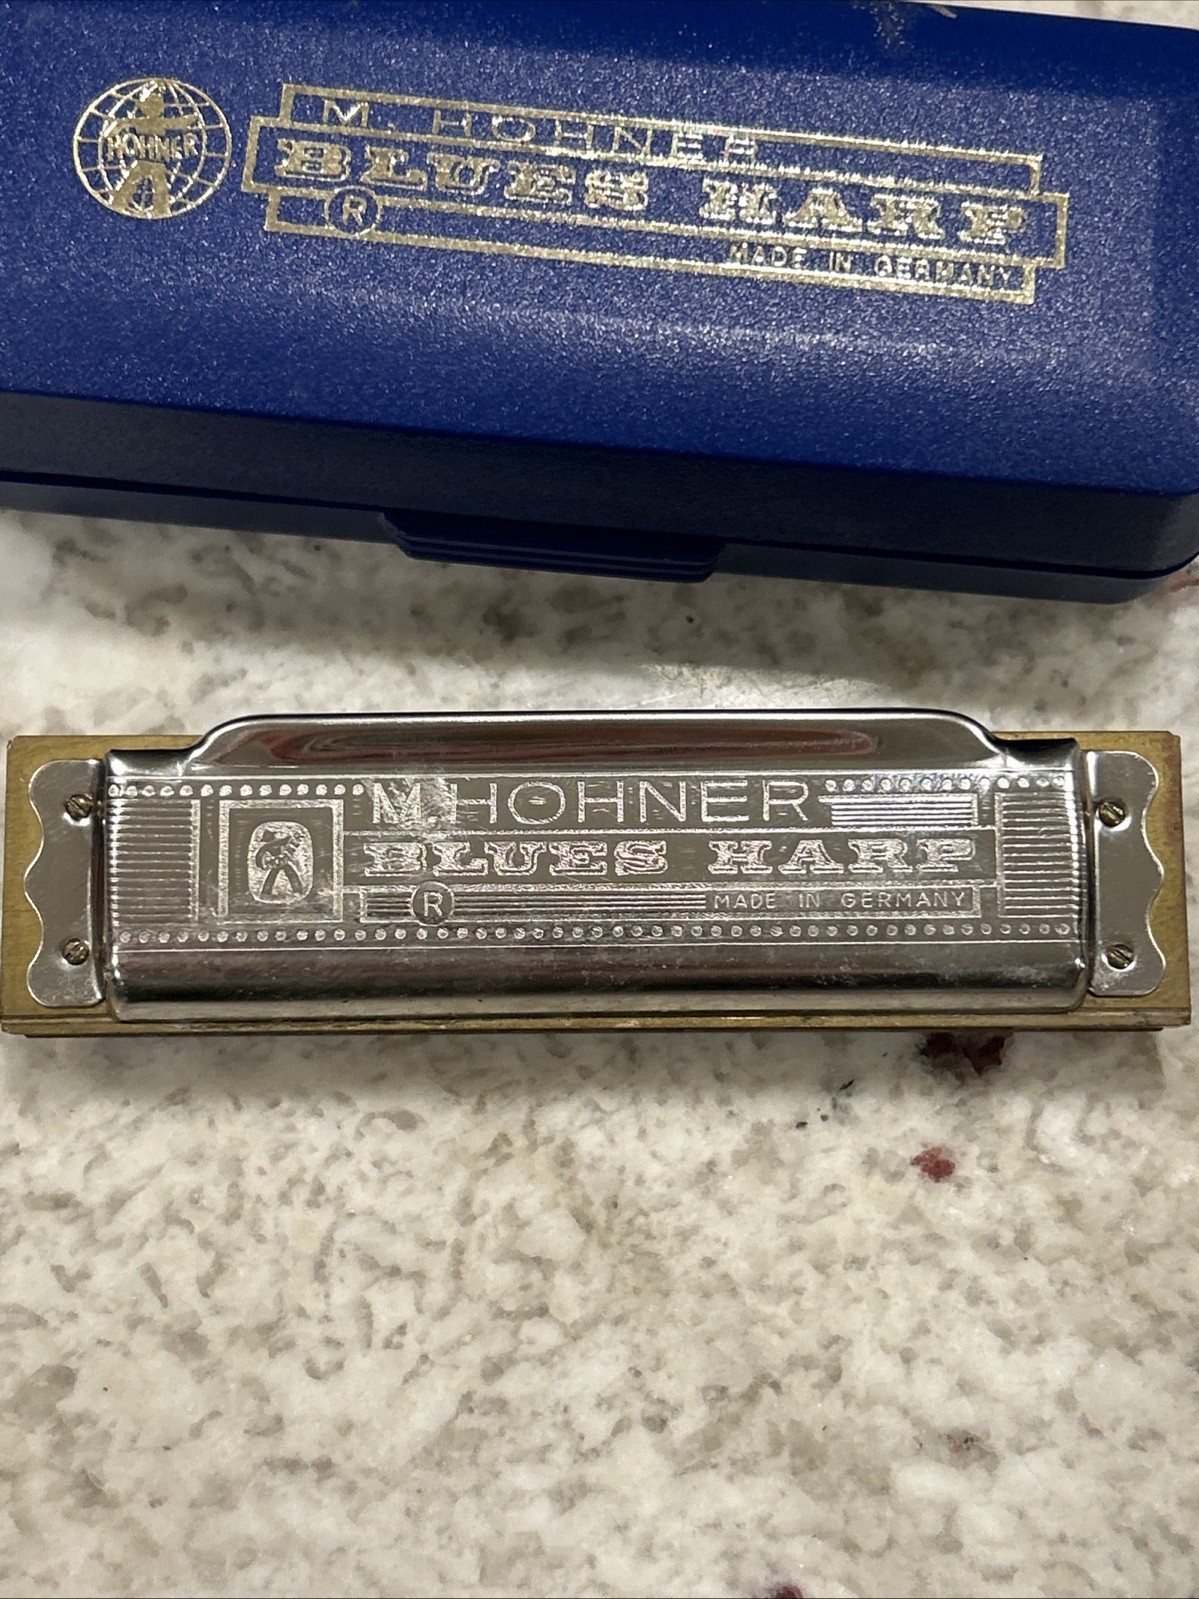 HOHNER
M. HOHNER
BLUES HARP
®
MADE IN GERMANY
M. HOHNER
BLUES HARP
®
MADE IN GERMANY